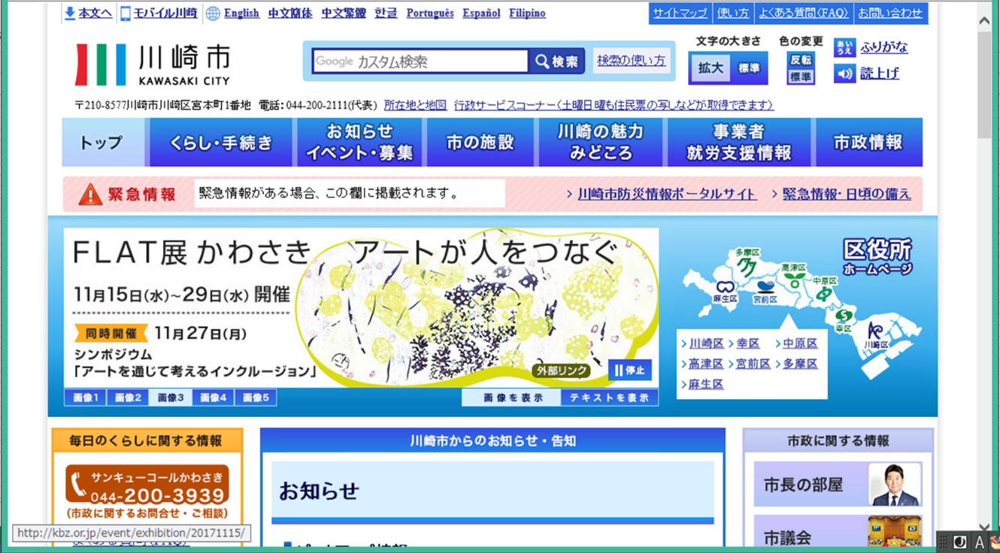 本文へ モバイル川崎 English 中文簡体 中文繁體 한글 Português Español Filipino サイトマップ 使い方 よくある質問(FAQ) お問い合わせ
川崎市
KAWASAKI CITY
Google カスタム検索 検索 検索の使い方
文字の大きさ 色の変更
拡大 標準 反転 標準
あい うえ ふりがな
読上げ
〒210-8577川崎市川崎区宮本町1番地 電話:044-200-2111(代表) 所在地と地図 行政サービスコーナー(土曜日曜も住民票の写しなどが取得できます)
トップ くらし・手続き お知らせ イベント・募集 市の施設 川崎の魅力 みどころ 事業者 就労支援情報 市政情報
緊急情報 緊急情報がある場合、この欄に掲載されます。 > 川崎市防災情報ポータルサイト > 緊急情報・日頃の備え
FLAT展 かわさき アートが人をつなぐ
11月15日(水)~29日(水) 開催
同時開催 11月27日(月)
シンポジウム
「アートを通じて考えるインクルージョン」
外部リンク 停止
画像1 画像2 画像3 画像4 画像5 画像を表示 テキストを表示
区役所
ホームページ
多摩区
高津区
中原区
麻生区 宮前区
幸区
川崎区
>川崎区 >幸区 >中原区
>高津区 >宮前区 >多摩区
>麻生区
毎日のくらしに関する情報
サンキューコールかわさき
044-200-3939
(市政に関するお問合せ・ご相談)
http://kbz.or.jp/event/exhibition/20171115/
川崎市からのお知らせ・告知
お知らせ
市政に関する情報
市長の部屋
市議会
A